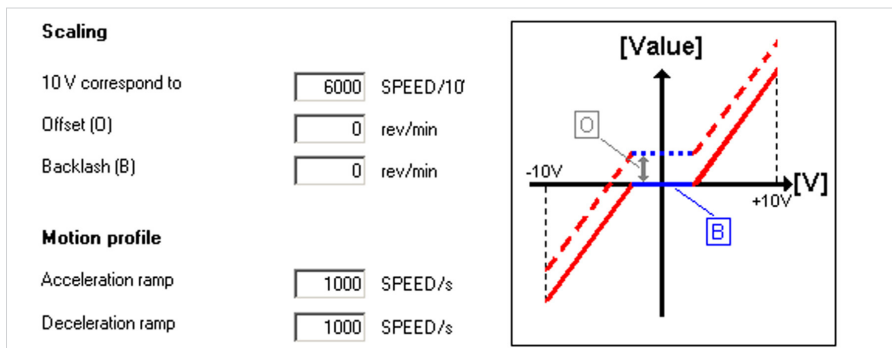 Scaling
10 V correspond to 6000 SPEED/10'
Offset (O) 0 rev/min
Backlash (B) 0 rev/min
Motion profile
Acceleration ramp 1000 SPEED/s
Deceleration ramp 1000 SPEED/s
[Value]
O
-10V
+10V
[V]
B